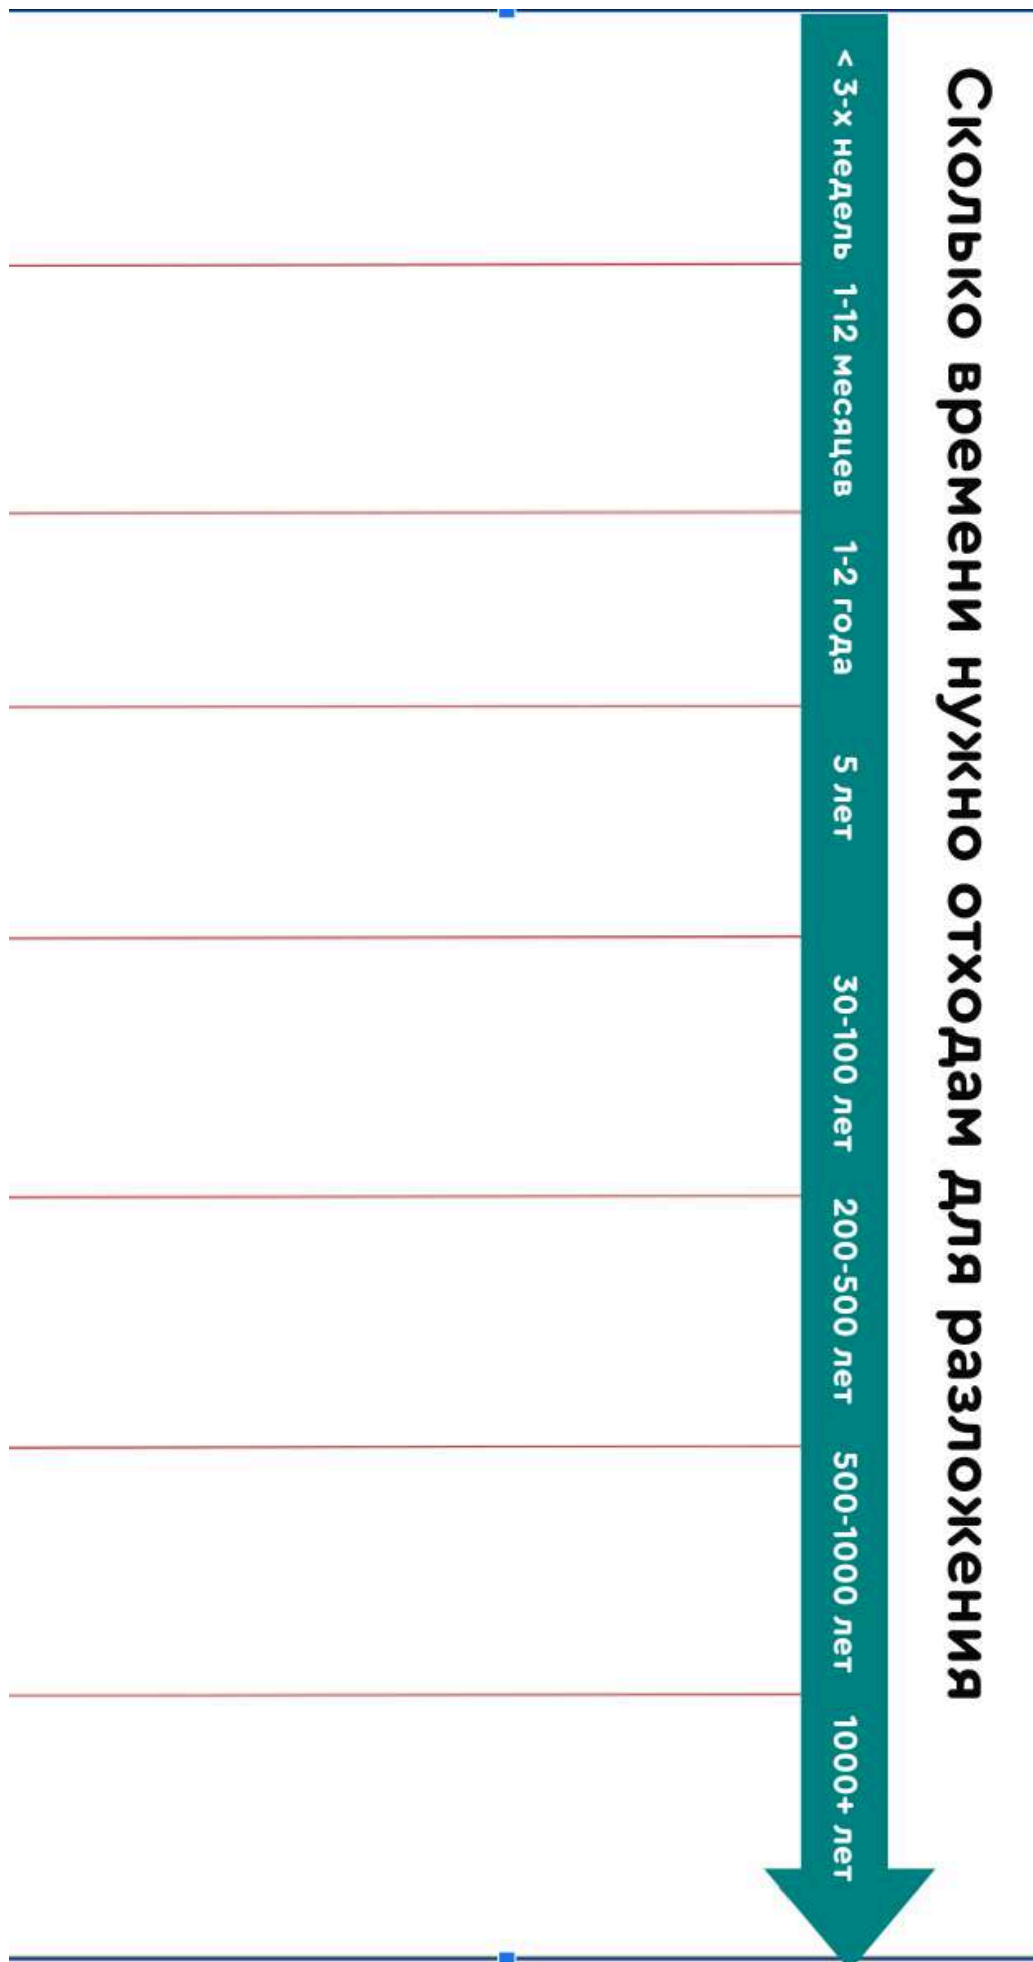 Сколько времени нужно отходам для разложения
< 3-х недель
1-12 месяцев
1-2 года
5 лет
30-100 лет
200-500 лет
500-1000 лет
1000+ лет